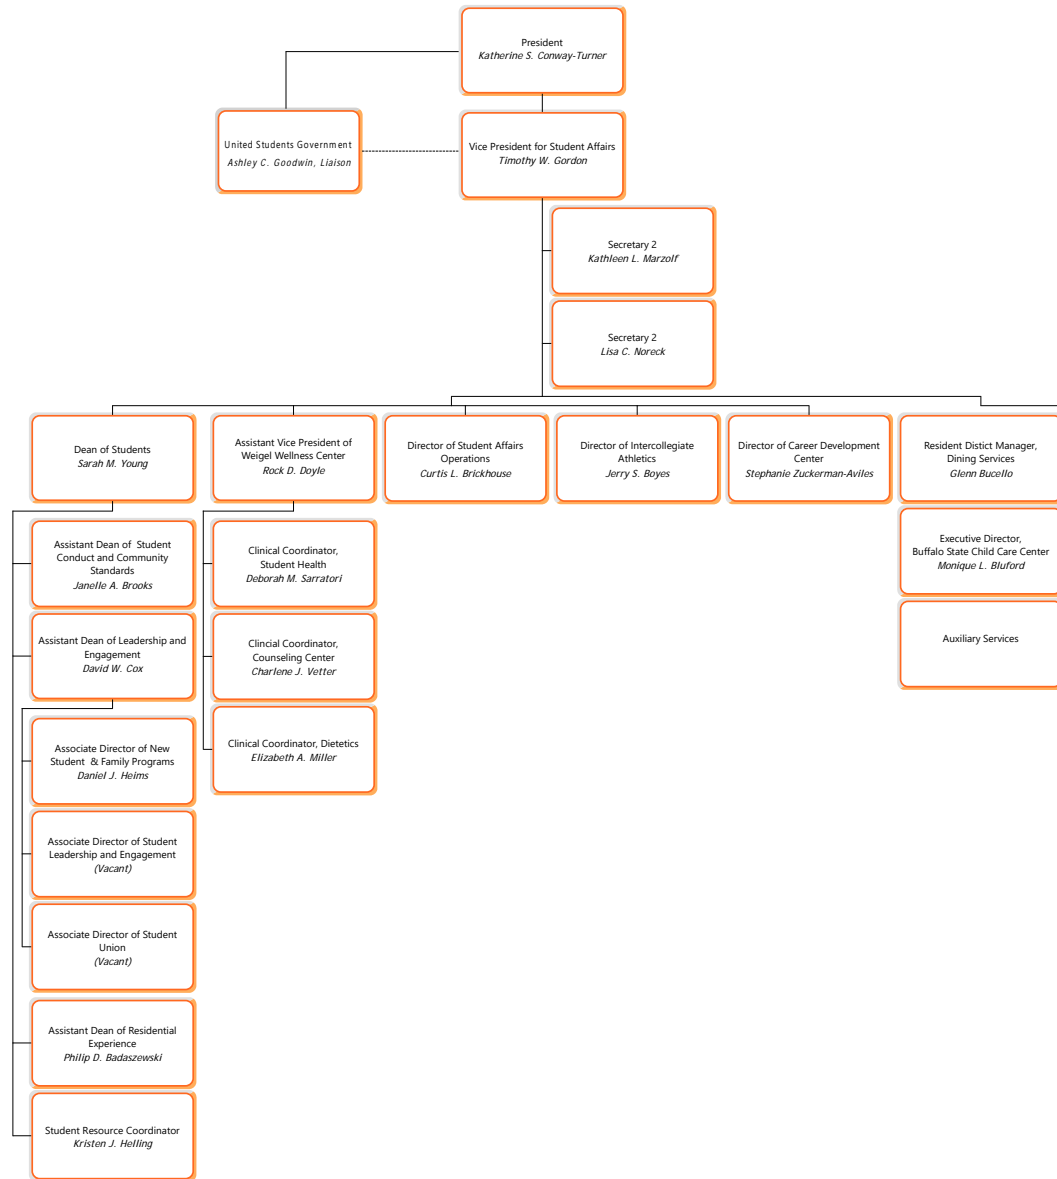 President
Katherine S. Conway-Turner
United Students Government
Ashley C. Goodwin, Liaison
Vice President for Student Affairs
Timothy W. Gordon
Secretary 2
Kathleen L. Marzolf
Secretary 2
Lisa C. Noreck
Dean of Students
Sarah M. Young
Assistant Vice President of
Weigel Wellness Center
Rock D. Doyle
Director of Student Affairs
Operations
Curtis L. Brickhouse
Director of Intercollegiate
Athletics
Jerry S. Boyes
Director of Career Development
Center
Stephanie Zuckerman-Aviles
Resident Distict Manager,
Dining Services
Glenn Bucello
Assistant Dean of Student
Conduct and Community
Standards
Janelle A. Brooks
Clinical Coordinator,
Student Health
Deborah M. Sarratori
Executive Director,
Buffalo State Child Care Center
Monique L. Bluford
Assistant Dean of Leadership and
Engagement
David W. Cox
Clincial Coordinator,
Counseling Center
Charlene J. Vetter
Auxiliary Services
Associate Director of New
Student & Family Programs
Daniel J. Heims
Clinical Coordinator, Dietetics
Elizabeth A. Miller
Associate Director of Student
Leadership and Engagement
(Vacant)
Associate Director of Student
Union
(Vacant)
Assistant Dean of Residential
Experience
Philip D. Badaszewski
Student Resource Coordinator
Kristen J. Helling